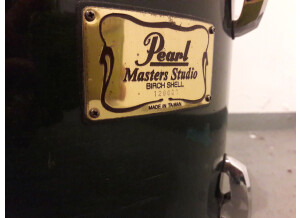 Pearl
Masters Studio
BIRCH SHELL
MADE IN TAIWAN